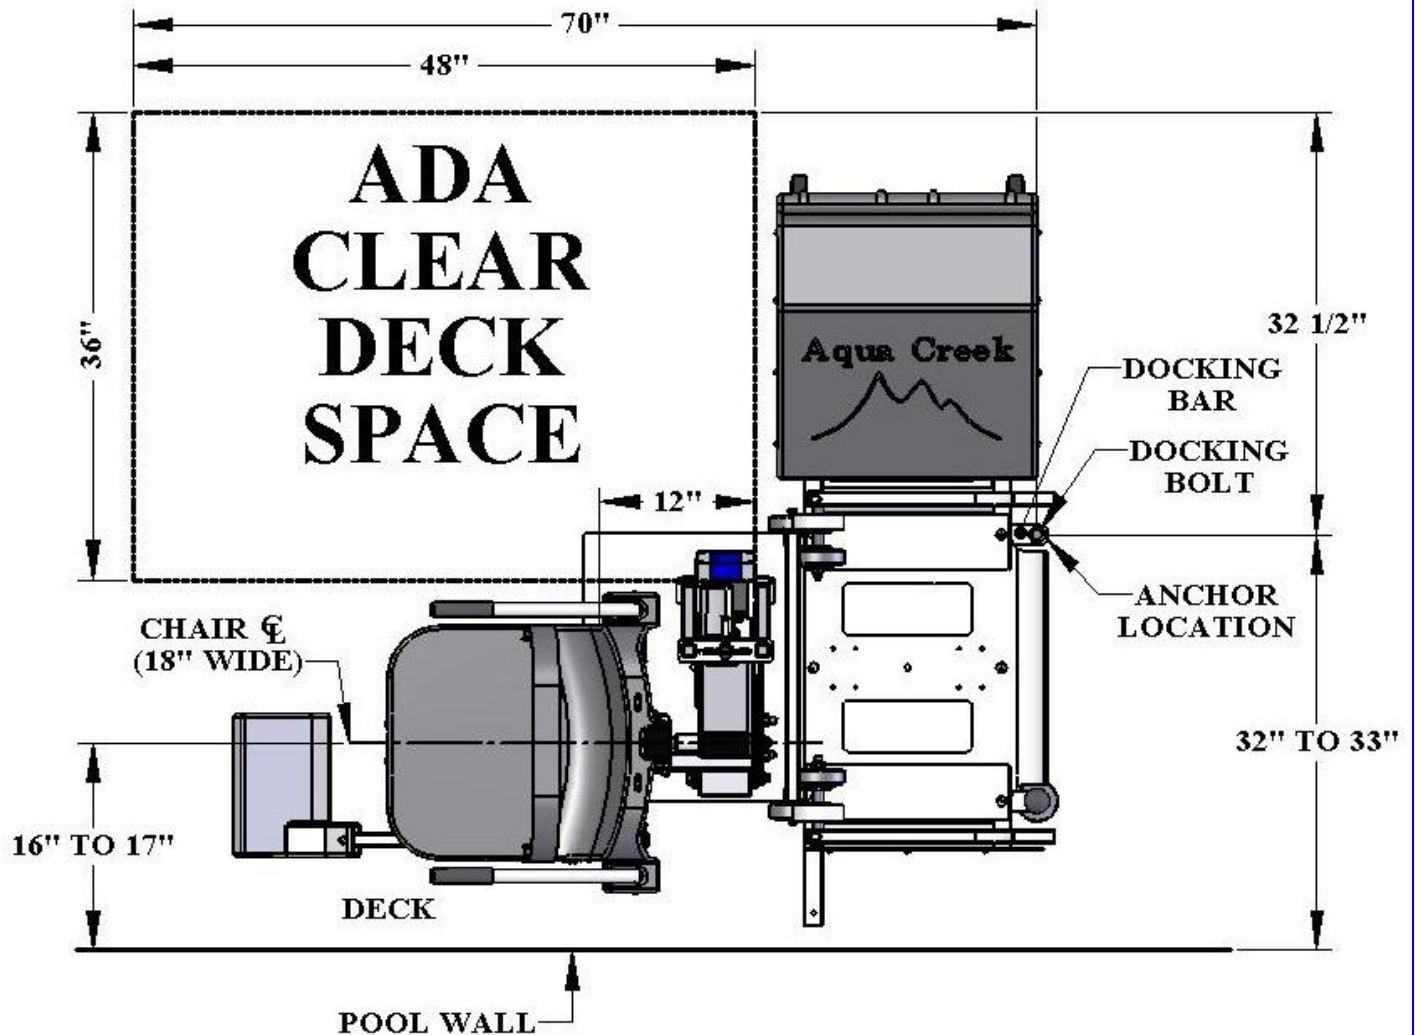 70"
48"
ADA
CLEAR
DECK
SPACE
36"
32 1/2"
Aqua Creek
DOCKING
BAR
DOCKING
BOLT
12"
ANCHOR
LOCATION
CHAIR ℄
(18" WIDE)
32" TO 33"
16" TO 17"
DECK
POOL WALL